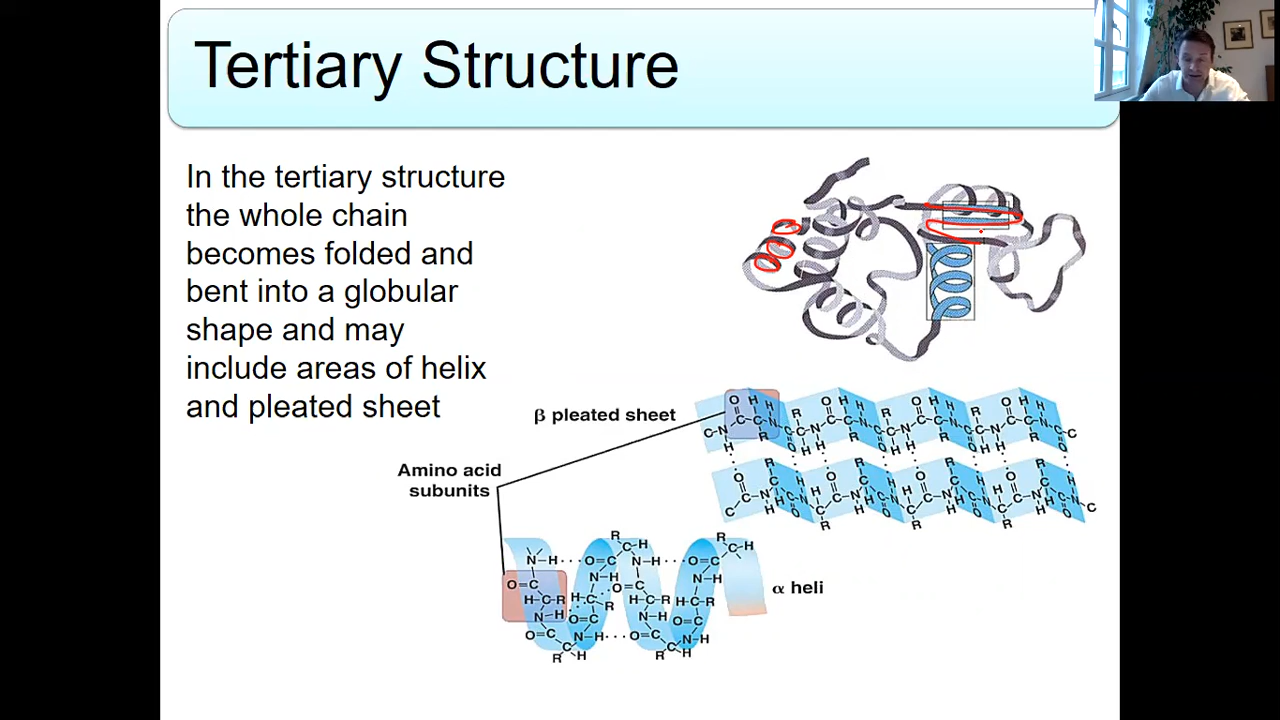 Tertiary Structure
In the tertiary structure
the whole chain
becomes folded and
bent into a globular
shape and may
include areas of helix
and pleated sheet
β pleated sheet
Amino acid
subunits
α heli